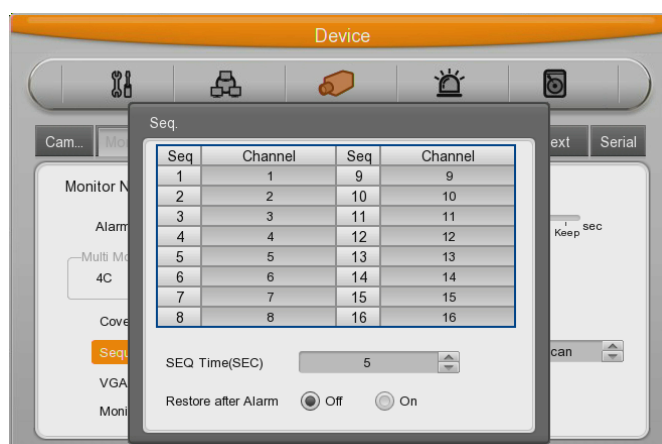 Device
Seq.
Cam...
ext
Serial
Seq Channel Seq Channel
1 1 9 9
2 2 10 10
3 3 11 11
4 4 12 12
5 5 13 13
6 6 14 14
7 7 15 15
8 8 16 16
Monitor N
Alarm
Keep sec
Multi Mo
4C
Cove
Sequ
can
VGA
Moni
SEQ Time(SEC) 5
Restore after Alarm Off On